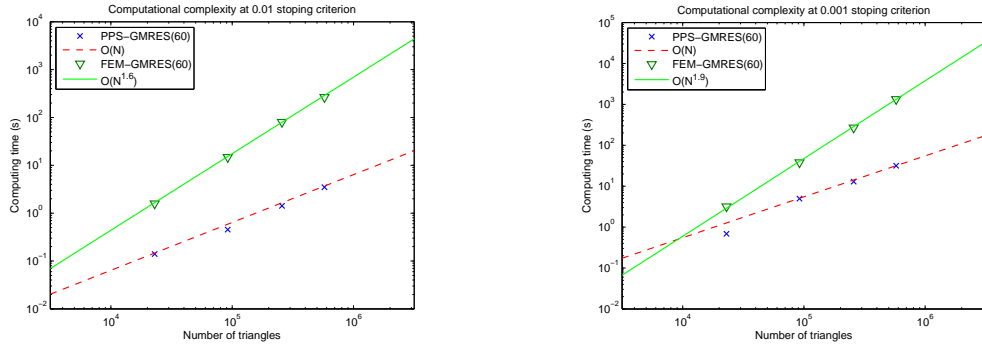 Computational complexity at 0.01 stoping criterion
10^4
10^3
10^2
10^1
10^0
10^-1
10^-2
Computing time (s)
PPS-GMRES(60)
O(N)
FEM-GMRES(60)
O(N^1.6)
10^4
10^5
10^6
Number of triangles
Computational complexity at 0.001 stoping criterion
10^5
10^4
10^3
10^2
10^1
10^0
10^-1
10^-2
Computing time (s)
PPS-GMRES(60)
O(N)
FEM-GMRES(60)
O(N^1.9)
10^4
10^5
10^6
Number of triangles